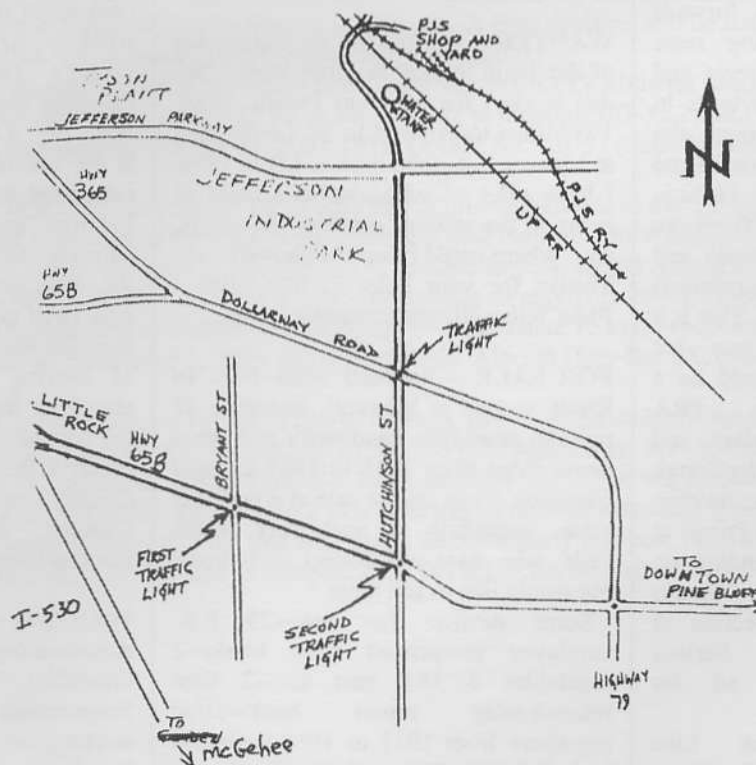 PJS
SHOP AND
YARD
TYSON
PLANT
WATER
TANK
N
JEFFERSON PARKWAY
HWY
365
JEFFERSON
INDUSTRIAL
PARK
PJS RY
UP RR
HWY
65B
DOLLARWAY ROAD
TRAFFIC
LIGHT
LITTLE
ROCK
HWY
65B
BRYANT ST
HUTCHINSON ST
FIRST
TRAFFIC
LIGHT
TO
DOWNTOWN
PINE BLUFF
I-530
SECOND
TRAFFIC
LIGHT
HIGHWAY
79
TO
McGehee